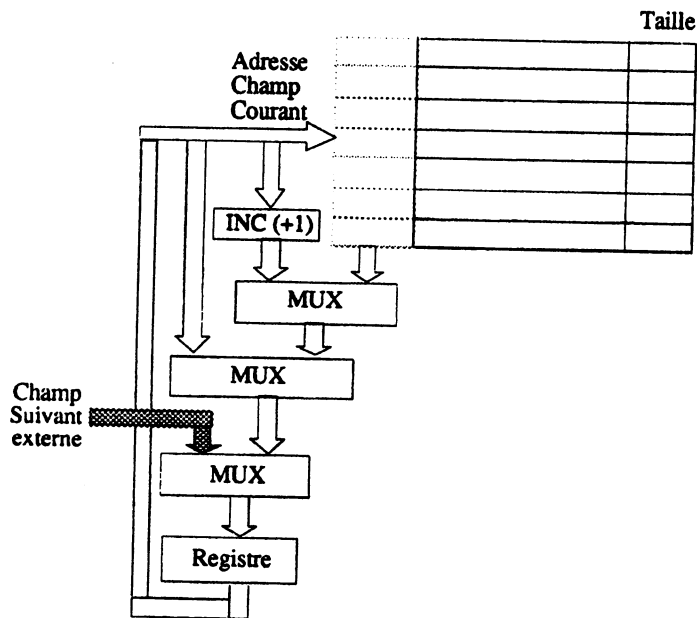 Taille
Adresse
Champ
Courant
INC (+1)
MUX
MUX
Champ
Suivant
externe
MUX
Registre